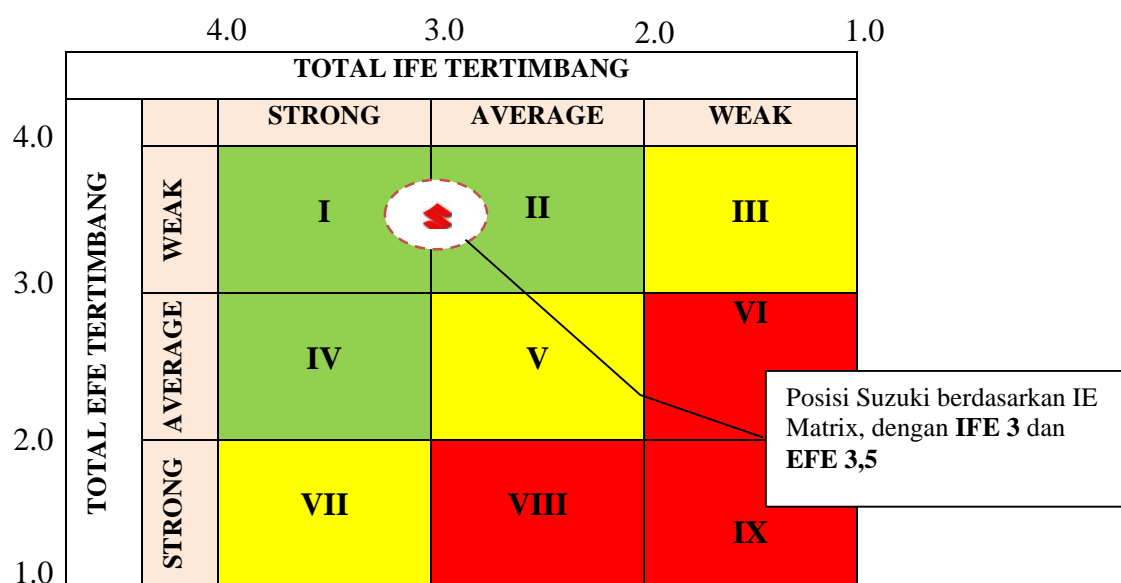 4.0 3.0 2.0 1.0
TOTAL IFE TERTIMBANG
STRONG AVERAGE WEAK
4.0
TOTAL EFE TERTIMBANG
WEAK
I II III
3.0
AVERAGE
IV V VI
2.0
STRONG
VII VIII IX
1.0
Posisi Suzuki berdasarkan IE
Matrix, dengan IFE 3 dan
EFE 3,5